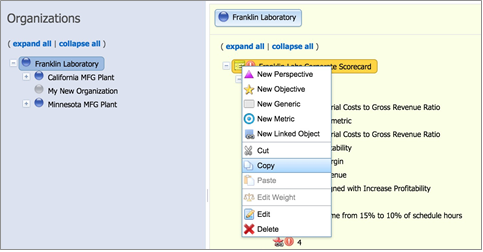 Organizations
( expand all | collapse all )
Franklin Laboratory
California MFG Plant
My New Organization
Minnesota MFG Plant
Franklin Laboratory
( expand all | collapse all )
Franklin Labs Corporate Scorecard
New Perspective
New Objective
New Generic
New Metric
New Linked Object
Cut
Copy
Paste
Edit Weight
Edit
Delete
rial Costs to Gross Revenue Ratio
metric
rial Costs to Gross Revenue Ratio
tability
rgin
enue
gned with Increase Profitability
ime from 15% to 10% of schedule hours
4